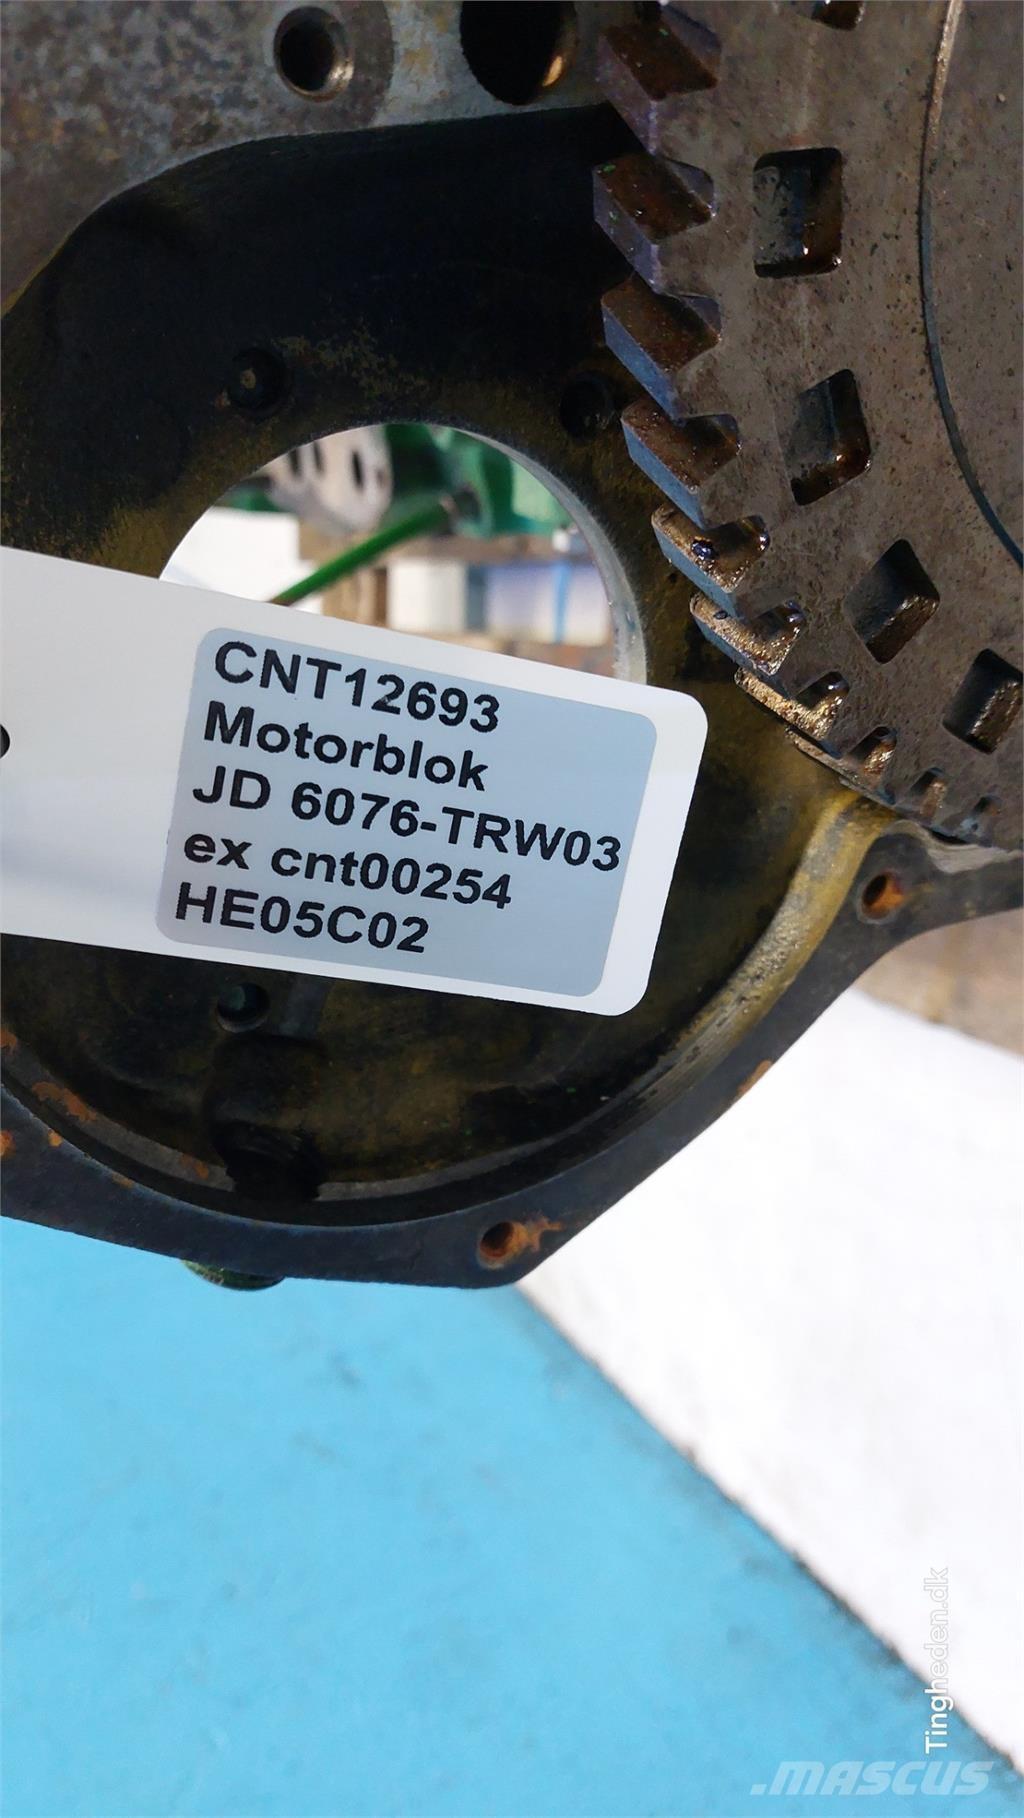 CNT12693
Motorblok
JD 6076-TRW03
ex cnt00254
HE05C02
Tingheden.dk
.mascus